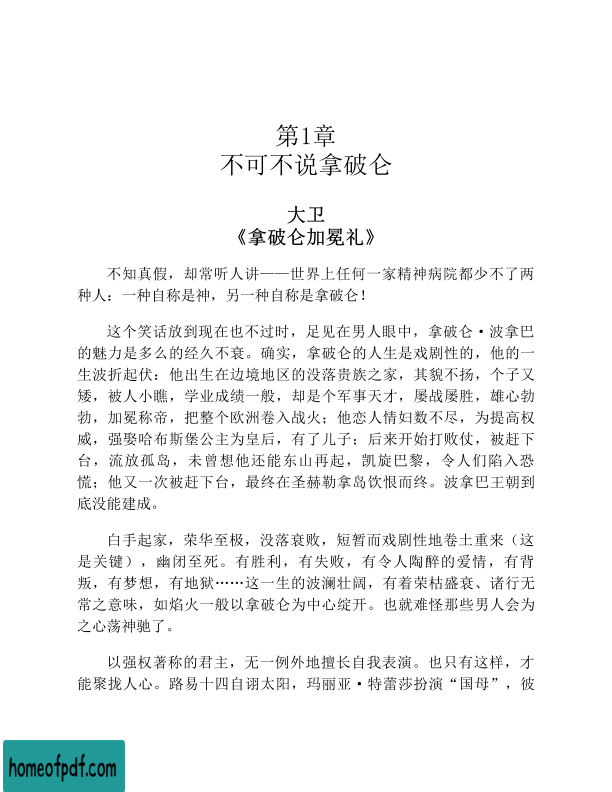 第1章
不可不说拿破仑
大卫
《拿破仑加冕礼》
不知真假，却常听人讲——世界上任何一家精神病院都少不了两
种人：一种自称是神，另一种自称是拿破仑！
这个笑话放到现在也不过时，足见在男人眼中，拿破仑·波拿巴
的魅力是多么的经久不衰。确实，拿破仑的人生是戏剧性的，他的一
生波折起伏：他出生在边境地区的没落贵族之家，其貌不扬，个子又
矮，被人小瞧，学业成绩一般，却是个军事天才，屡战屡胜，雄心勃
勃，加冕称帝，把整个欧洲卷入战火；他恋人情妇数不尽，为提高权
威，强娶哈布斯堡公主为皇后，有了儿子；后来开始打败仗，被赶下
台，流放孤岛，未曾想他还能东山再起，凯旋巴黎，令人们陷入恐
慌；他又一次被赶下台，最终在圣赫勒拿岛饮恨而终。波拿巴王朝到
底没能建成。
白手起家，荣华至极，没落衰败，短暂而戏剧性地卷土重来（这
是关键），幽闭至死。有胜利，有失败，有令人陶醉的爱情，有背
叛，有梦想，有地狱……这一生的波澜壮阔，有着荣枯盛衰、诸行无
常之意味，如焰火一般以拿破仑为中心绽开。也就难怪那些男人会为
之心荡神驰了。
以强权著称的君主，无一例外地擅长自我表演。也只有这样，才
能聚拢人心。路易十四自诩太阳，玛丽亚·特蕾莎扮演“国母”，彼
homeofpdf.com